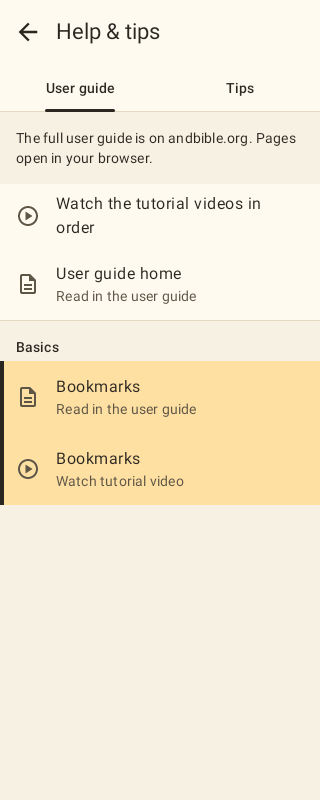 Help & tips
User guide
Tips
The full user guide is on andbible.org. Pages
open in your browser.
Watch the tutorial videos in
order
User guide home
Read in the user guide
Basics
Bookmarks
Read in the user guide
Bookmarks
Watch tutorial video